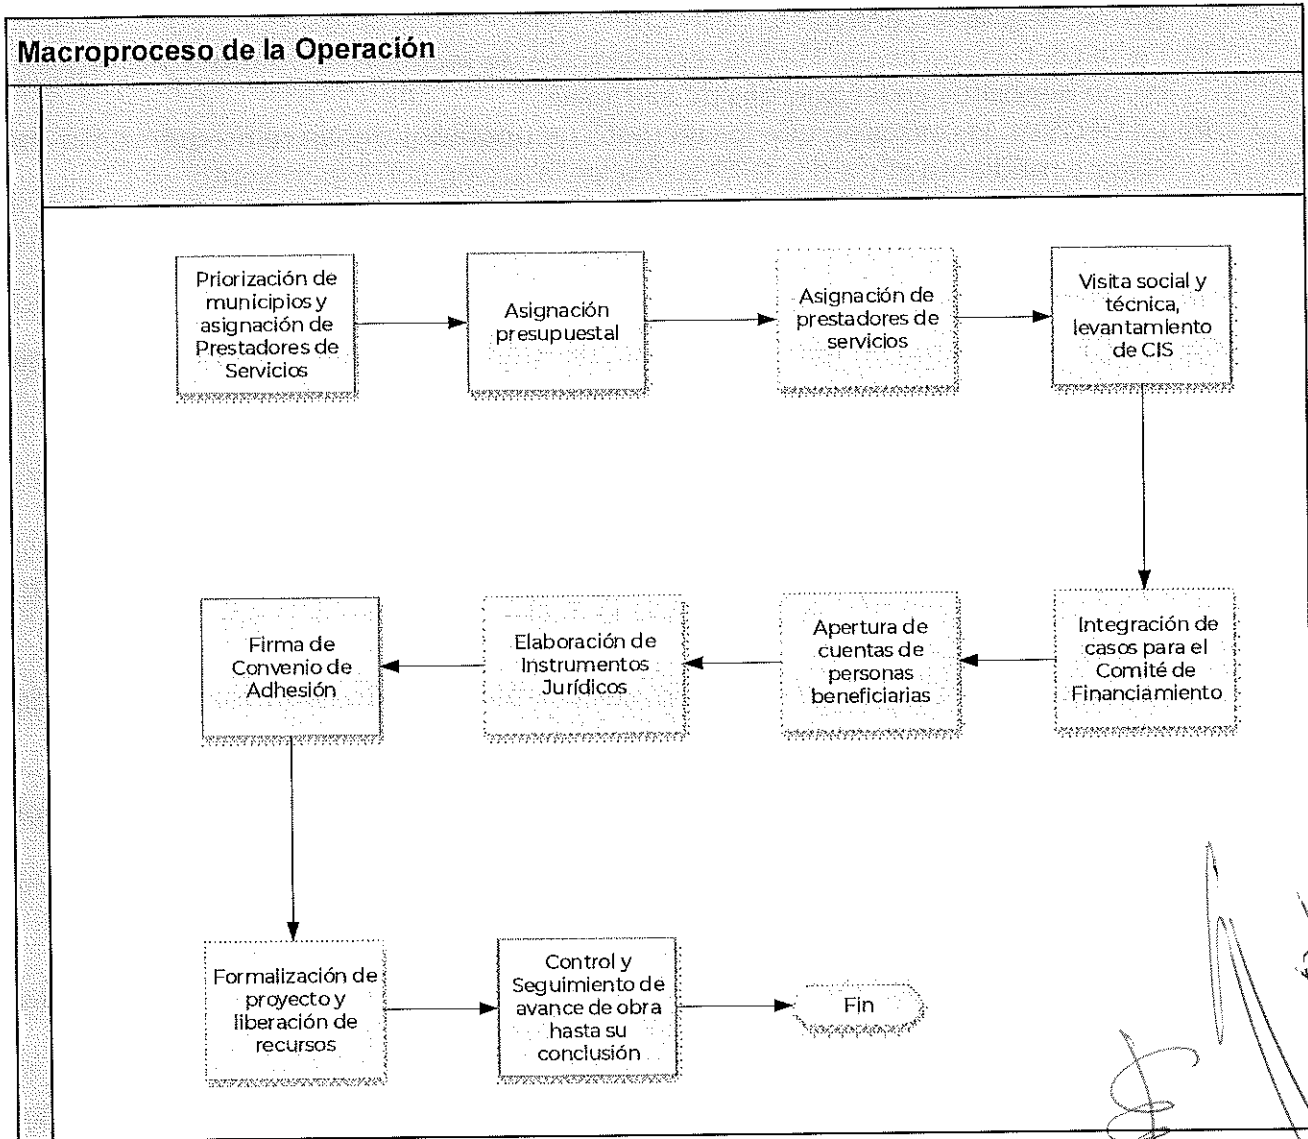 Macroproceso de la Operación
Priorización de
municipios y
asignación de
Prestadores de
Servicios
Asignación
presupuestal
Asignación de
prestadores de
servicios
Visita social y
técnica,
levantamiento
de CIS
Integración de
casos para el
Comité de
Financiamiento
Apertura de
cuentas de
personas
beneficiarias
Elaboración de
Instrumentos
Jurídicos
Firma de
Convenio de
Adhesión
Formalización de
proyecto y
liberación de
recursos
Control y
Seguimiento de
avance de obra
hasta su
conclusión
Fin